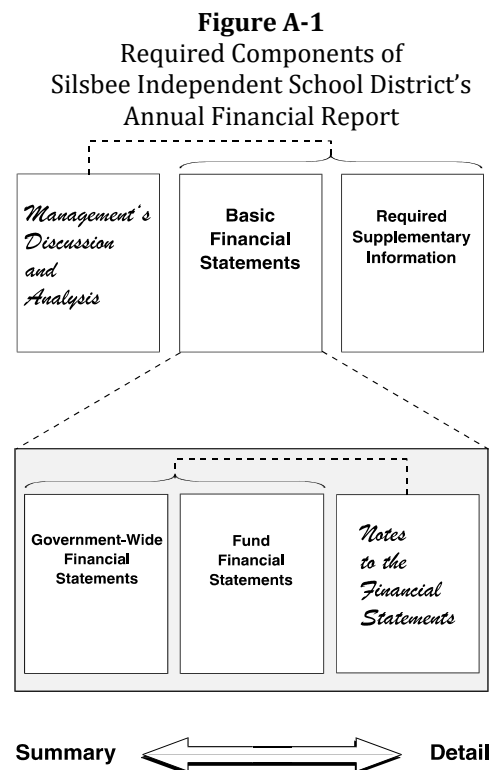 Figure A-1
Required Components of
Silsbee Independent School District's
Annual Financial Report
Management's
Discussion
and
Analysis
Basic
Financial
Statements
Required
Supplementary
Information
Government-Wide
Financial
Statements
Fund
Financial
Statements
Notes
to the
Financial
Statements
Summary
Detail